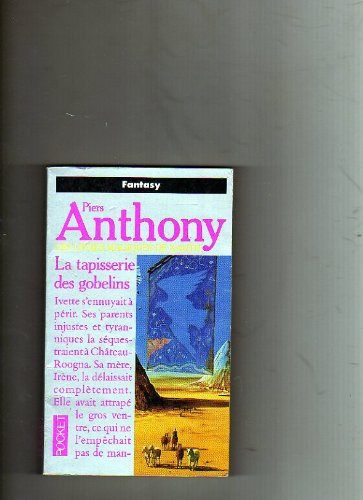 Fantasy
Piers
Anthony
La tapisserie
des gobelins
Ivette s'ennuyait à
périr. Ses parents
injustes et tyran-
niques la séques-
traient à Château-
Roogna. Sa mère,
Irène, la délaissait
complètement.
Elle avait attrapé
le gros ven-
tre, ce qui ne
l'empêchait
pas de man-
POCKET